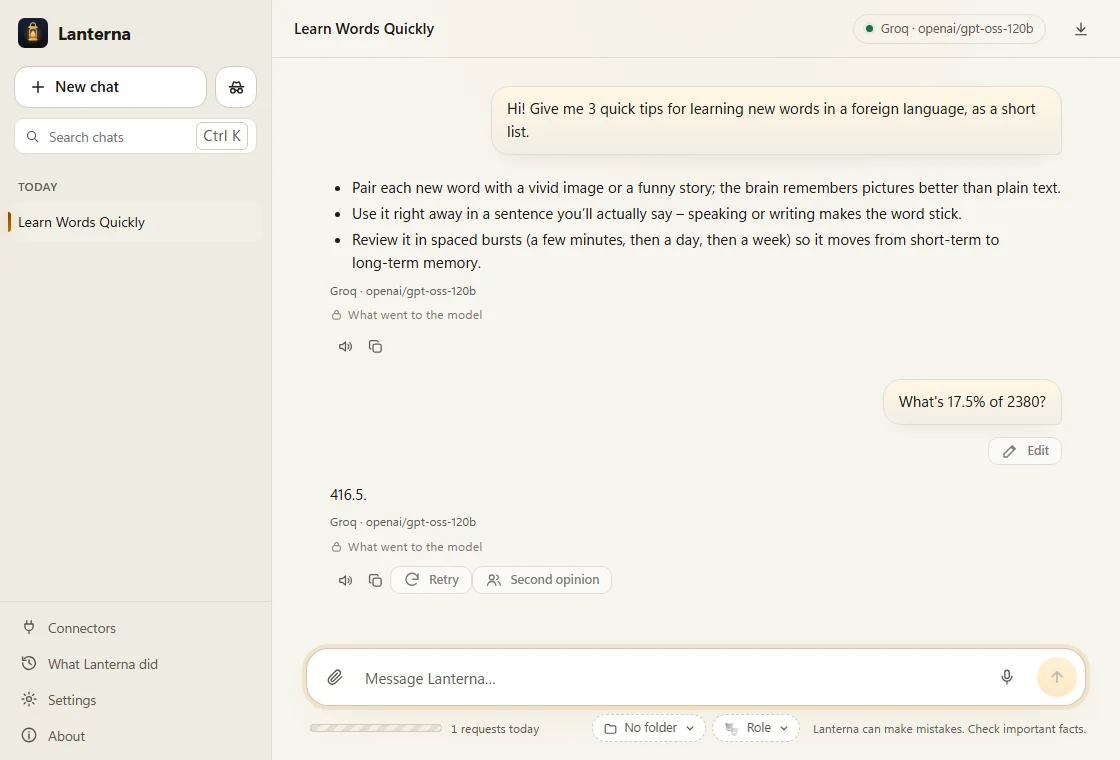 Lanterna
New chat
Search chats
Ctrl K
TODAY
Learn Words Quickly
Connectors
What Lanterna did
Settings
About
Learn Words Quickly
Groq · openai/gpt-oss-120b
Hi! Give me 3 quick tips for learning new words in a foreign language, as a short
list.
• Pair each new word with a vivid image or a funny story; the brain remembers pictures better than plain text.
• Use it right away in a sentence you’ll actually say – speaking or writing makes the word stick.
• Review it in spaced bursts (a few minutes, then a day, then a week) so it moves from short-term to
long-term memory.
Groq · openai/gpt-oss-120b
What went to the model
What's 17.5% of 2380?
Edit
416.5.
Groq · openai/gpt-oss-120b
What went to the model
Retry
Second opinion
Message Lanterna...
1 requests today
No folder
Role
Lanterna can make mistakes. Check important facts.